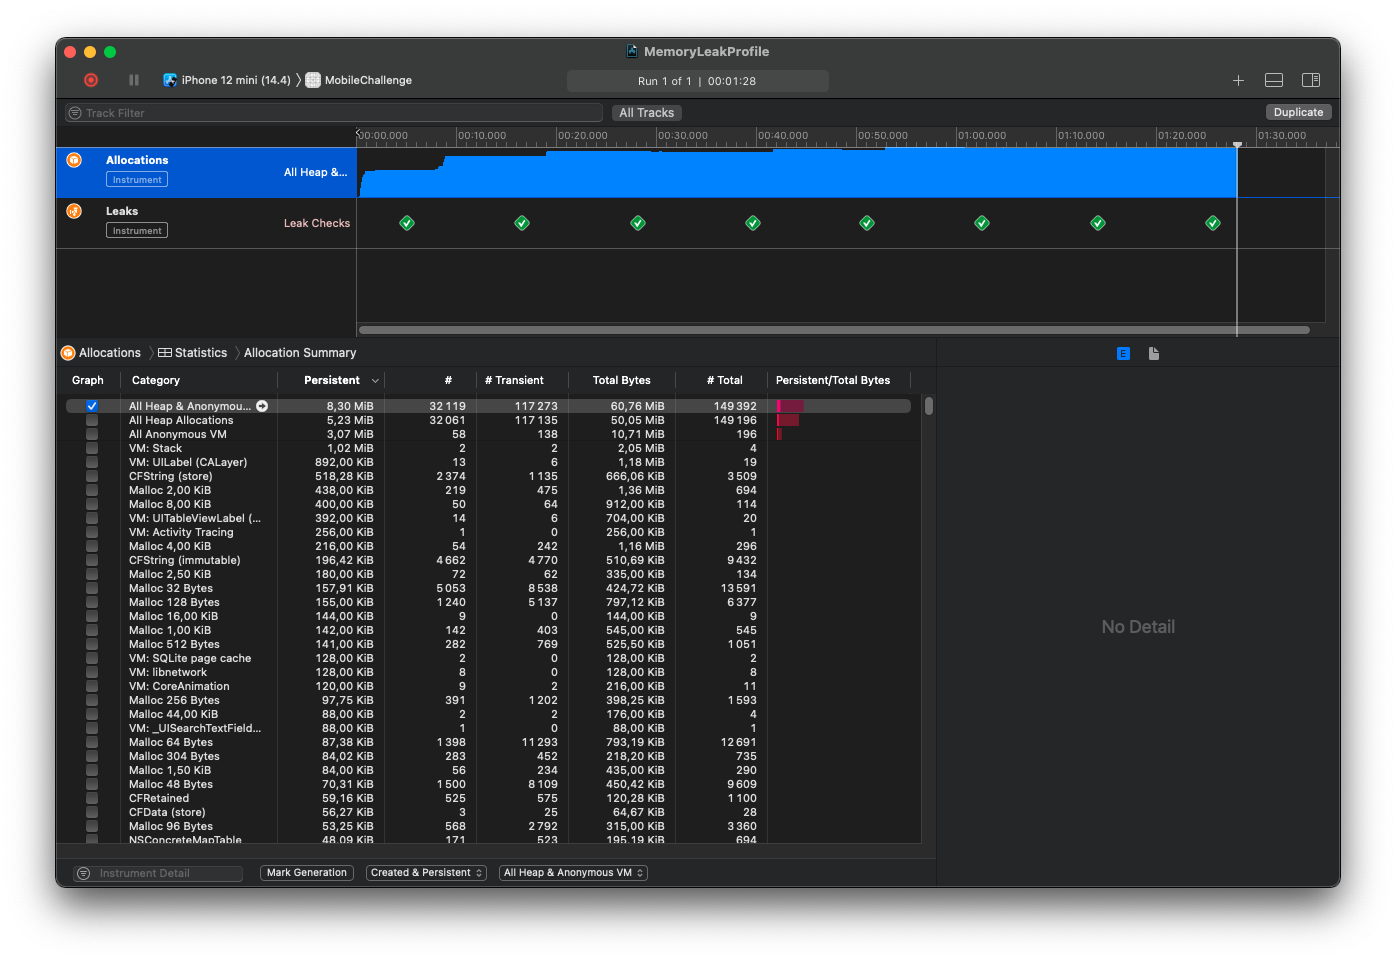 MemoryLeakProfile
iPhone 12 mini (14.4) MobileChallenge
Run 1 of 1 | 00:01:28
Track Filter
All Tracks
Duplicate
00:00.000 00:10.000 00:20.000 00:30.000 00:40.000 00:50.000 01:00.000 01:10.000 01:20.000 01:30.000
Allocations
Instrument
All Heap &...
Leaks
Instrument
Leak Checks
Allocations Statistics Allocation Summary
E
Graph Category Persistent # # Transient Total Bytes # Total Persistent/Total Bytes
All Heap & Anonymou... 8,30 MiB 32 119 117 273 60,76 MiB 149 392
All Heap Allocations 5,23 MiB 32 061 117 135 50,05 MiB 149 196
All Anonymous VM 3,07 MiB 58 138 10,71 MiB 196
VM: Stack 1,02 MiB 2 2 2,05 MiB 4
VM: UILabel (CALayer) 892,00 KiB 13 6 1,18 MiB 19
CFString (store) 518,28 KiB 2 374 1 135 666,06 KiB 3 509
Malloc 2,00 KiB 438,00 KiB 219 475 1,36 MiB 694
Malloc 8,00 KiB 400,00 KiB 50 64 912,00 KiB 114
VM: UITableViewLabel (... 392,00 KiB 14 6 704,00 KiB 20
VM: Activity Tracing 256,00 KiB 1 0 256,00 KiB 1
Malloc 4,00 KiB 216,00 KiB 54 242 1,16 MiB 296
CFString (immutable) 196,42 KiB 4 662 4 770 510,69 KiB 9 432
Malloc 2,50 KiB 180,00 KiB 72 62 335,00 KiB 134
Malloc 32 Bytes 157,91 KiB 5 053 8 538 424,72 KiB 13 591
Malloc 128 Bytes 155,00 KiB 1 240 5 137 797,12 KiB 6 377
Malloc 16,00 KiB 144,00 KiB 9 0 144,00 KiB 9
Malloc 1,00 KiB 142,00 KiB 142 403 545,00 KiB 545
Malloc 512 Bytes 141,00 KiB 282 769 525,50 KiB 1 051
VM: SQLite page cache 128,00 KiB 2 0 128,00 KiB 2
VM: libnetwork 128,00 KiB 8 0 128,00 KiB 8
VM: CoreAnimation 120,00 KiB 9 2 216,00 KiB 11
Malloc 256 Bytes 97,75 KiB 391 1 202 398,25 KiB 1 593
Malloc 44,00 KiB 88,00 KiB 2 2 176,00 KiB 4
VM: _UISearchTextField... 88,00 KiB 1 0 88,00 KiB 1
Malloc 64 Bytes 87,38 KiB 1 398 11 293 793,19 KiB 12 691
Malloc 304 Bytes 84,02 KiB 283 452 218,20 KiB 735
Malloc 1,50 KiB 84,00 KiB 56 234 435,00 KiB 290
Malloc 48 Bytes 70,31 KiB 1 500 8 109 450,42 KiB 9 609
CFRetained 59,16 KiB 525 575 120,28 KiB 1 100
CFData (store) 56,27 KiB 3 25 64,67 KiB 28
Malloc 96 Bytes 53,25 KiB 568 2 792 315,00 KiB 3 360
NSConcreteMapTable 48,09 KiB 171 523 195,19 KiB 694
No Detail
Instrument Detail
Mark Generation
Created & Persistent
All Heap & Anonymous VM